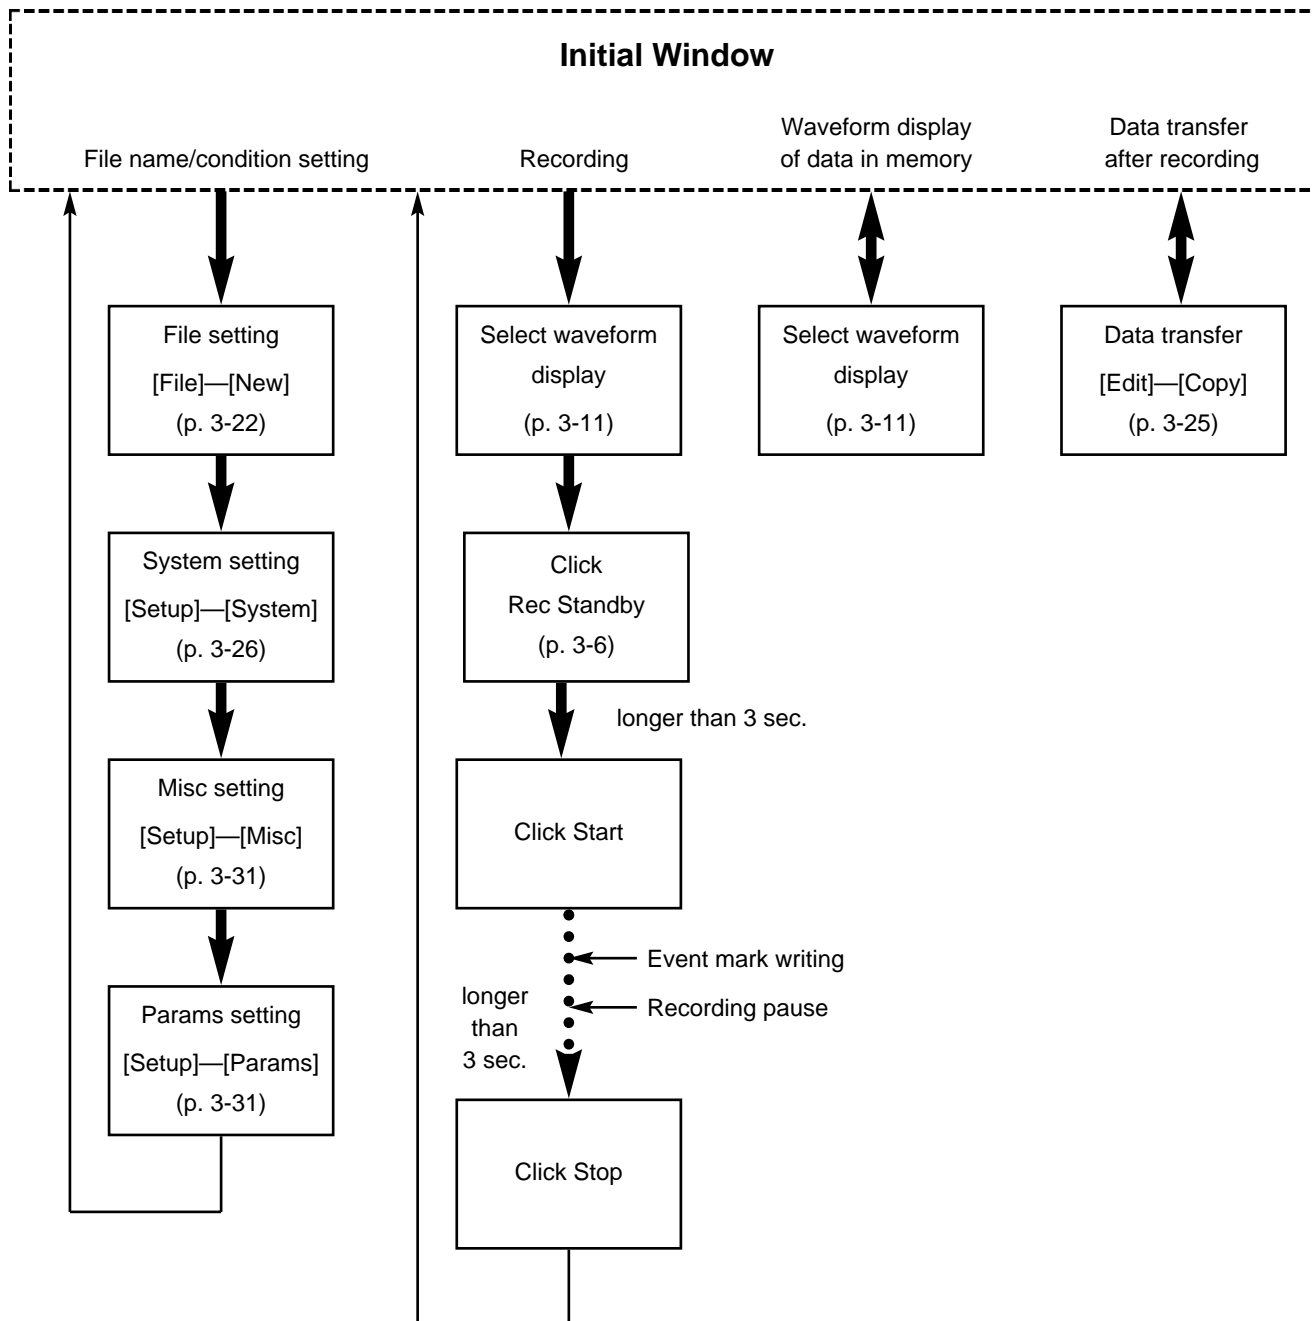 Initial Window
File name/condition setting
Recording
Waveform display
of data in memory
Data transfer
after recording
File setting
[File]—[New]
(p. 3-22)
System setting
[Setup]—[System]
(p. 3-26)
Misc setting
[Setup]—[Misc]
(p. 3-31)
Params setting
[Setup]—[Params]
(p. 3-31)
Select waveform
display
(p. 3-11)
Click
Rec Standby
(p. 3-6)
longer than 3 sec.
Click Start
Event mark writing
Recording pause
longer
than
3 sec.
Click Stop
Select waveform
display
(p. 3-11)
Data transfer
[Edit]—[Copy]
(p. 3-25)